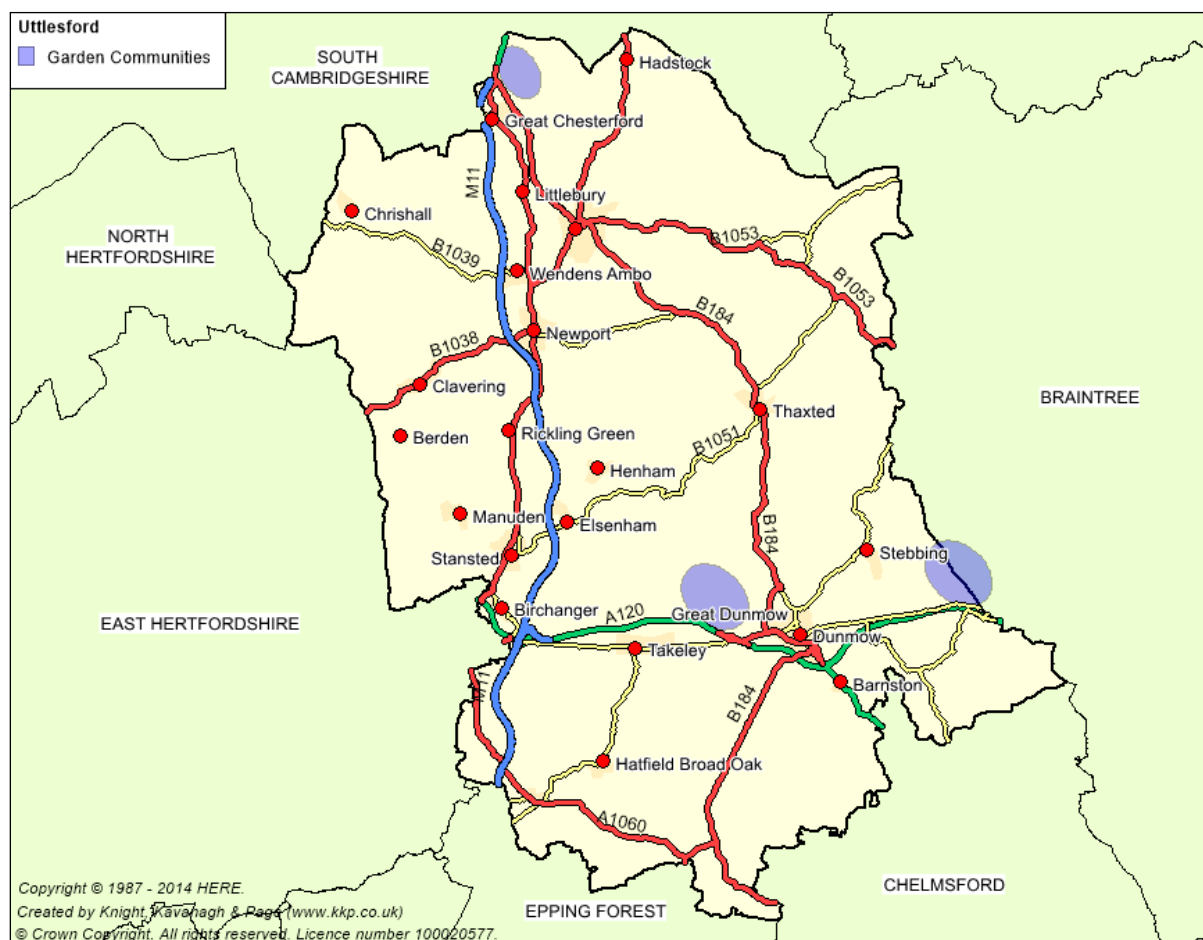 Uttlesford
Garden Communities
SOUTH
CAMBRIDGESHIRE
Hadstock
Great Chesterford
M11
Littlebury
Chrishall
NORTH
HERTFORDSHIRE
B1053
B1039
Wendens Ambo
B1053
B184
Newport
B1038
Clavering
BRAINTREE
Thaxted
Berden
Rickling Green
B1051
Henham
Manuden
Elsenham
B184
Stansted
Stebbing
Birchanger
A120
Great Dunmow
EAST HERTFORDSHIRE
Dunmow
Takeley
M11
Barnston
B184
Hatfield Broad Oak
A1060
CHELMSFORD
EPPING FOREST
Copyright © 1987 - 2014 HERE.
Created by Knight, Kavanagh & Page (www.kkp.co.uk)
© Crown Copyright. All rights reserved. Licence number 100020577.